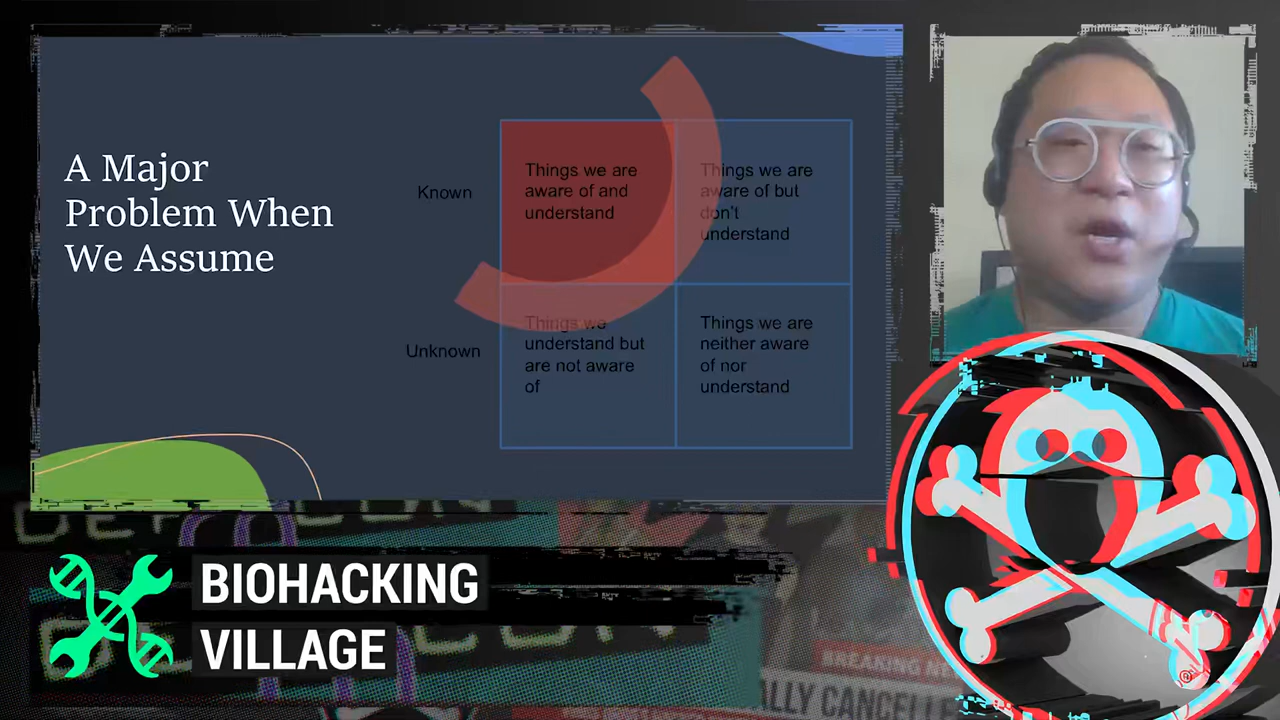 A Major
Problem When
We Assume
Known
Things we are
aware of and
understand
Things we are
aware of but
don't
understand
Unknown
Things we
understand but
are not aware
of
Things we are
neither aware
of nor
understand
BIOHACKING
VILLAGE
DEF CON
BREAKING NE
ALLY CANCELLE